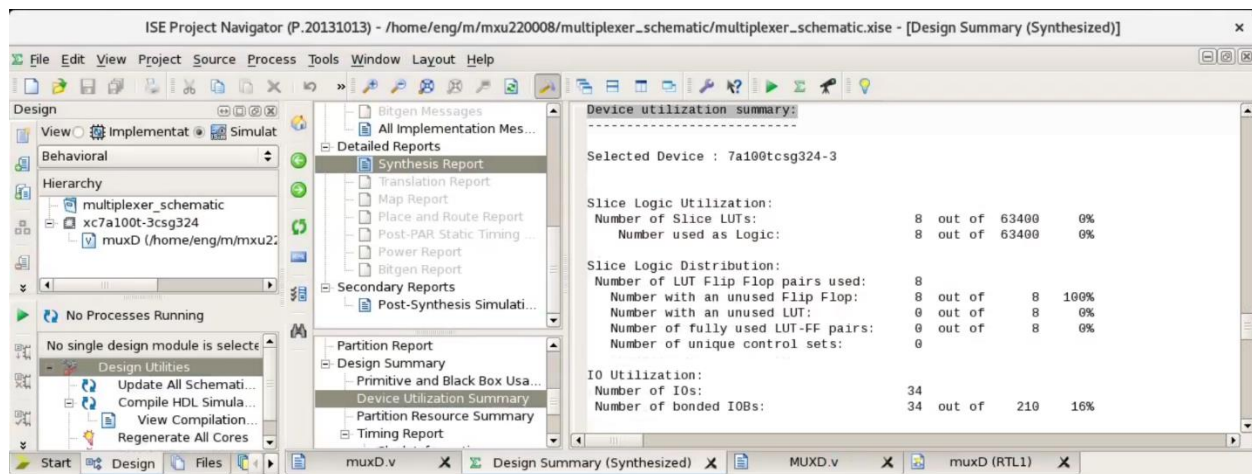 ISE Project Navigator (P.20131013) - /home/eng/m/mxu220008/multiplexer_schematic/multiplexer_schematic.xise - [Design Summary (Synthesized)]
File Edit View Project Source Process Tools Window Layout Help
Design
View Implementat Simulat
Behavioral
Hierarchy
multiplexer_schematic
xc7a100t-3csg324
muxD (/home/eng/m/mxu22
No Processes Running
No single design module is selecte
Design Utilities
Update All Schemati...
Compile HDL Simula...
View Compilation...
Regenerate All Cores
Start Design Files
Bitgen Messages
All Implementation Mes...
Detailed Reports
Synthesis Report
Translation Report
Map Report
Place and Route Report
Post-PAR Static Timing ...
Power Report
Bitgen Report
Secondary Reports
Post-Synthesis Simulati...
Partition Report
Design Summary
Primitive and Black Box Usa...
Device Utilization Summary
Partition Resource Summary
Timing Report
Device utilization summary:
---------------------------
Selected Device : 7a100tcsg324-3
Slice Logic Utilization:
Number of Slice LUTs: 8 out of 63400 0%
Number used as Logic: 8 out of 63400 0%
Slice Logic Distribution:
Number of LUT Flip Flop pairs used: 8
Number with an unused Flip Flop: 8 out of 8 100%
Number with an unused LUT: 0 out of 8 0%
Number of fully used LUT-FF pairs: 0 out of 8 0%
Number of unique control sets: 0
IO Utilization:
Number of IOs: 34
Number of bonded IOBs: 34 out of 210 16%
muxD.v Design Summary (Synthesized) MUXD.v muxD (RTL1)